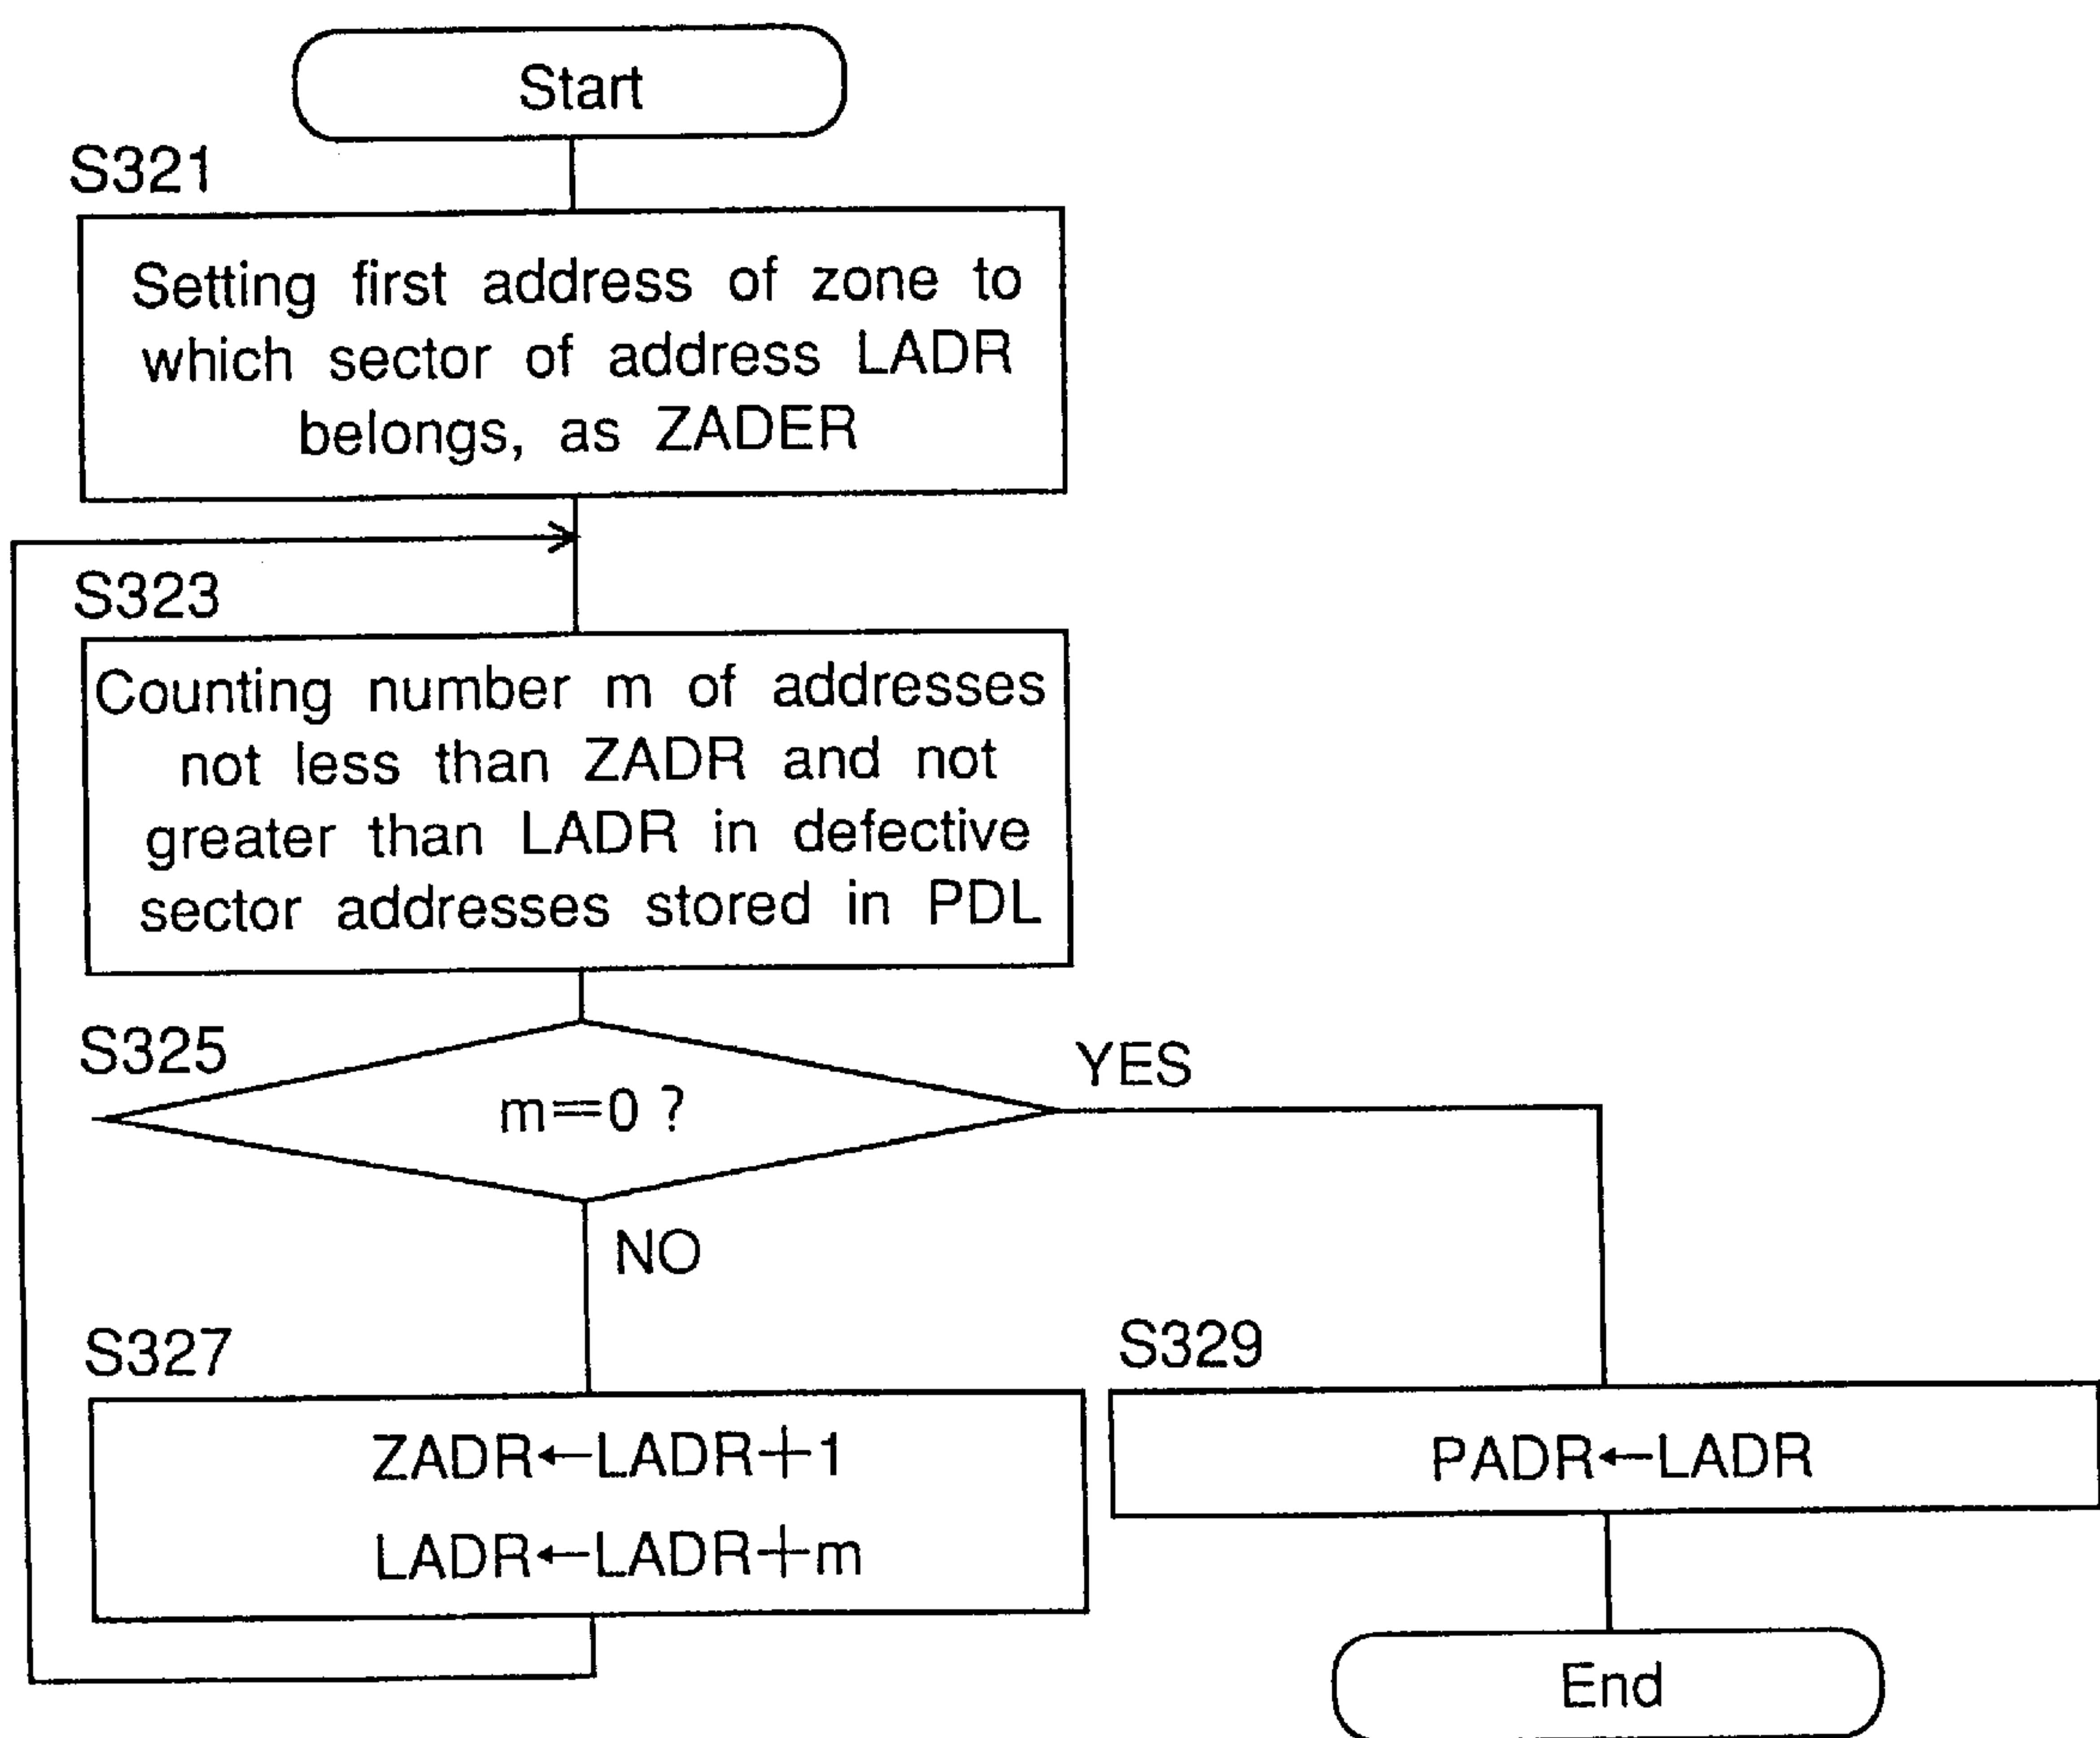 Start
S321
Setting first address of zone to
which sector of address LADR
belongs, as ZADER
S323
Counting number m of addresses
not less than ZADR and not
greater than LADR in defective
sector addresses stored in PDL
S325
m=0 ?
YES
NO
S327
ZADR←LADR+1
LADR←LADR+m
S329
PADR←LADR
End